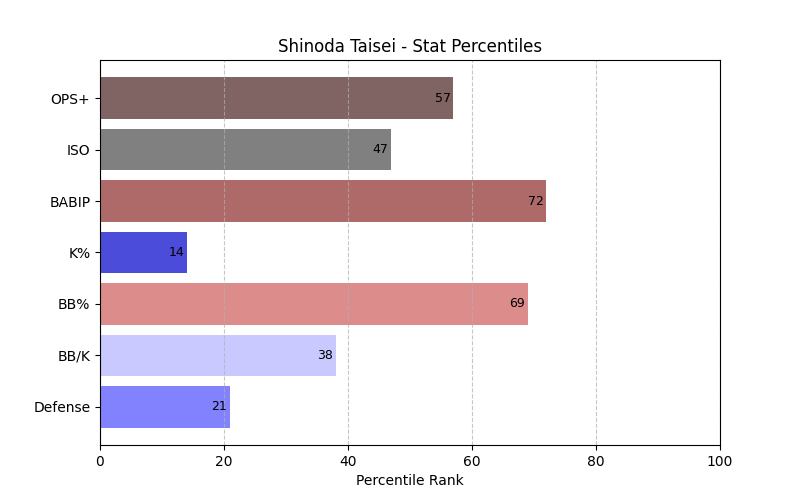 Shinoda Taisei - Stat Percentiles
OPS+ 57
ISO 47
BABIP 72
K% 14
BB% 69
BB/K 38
Defense 21
0 20 40 60 80 100
Percentile Rank